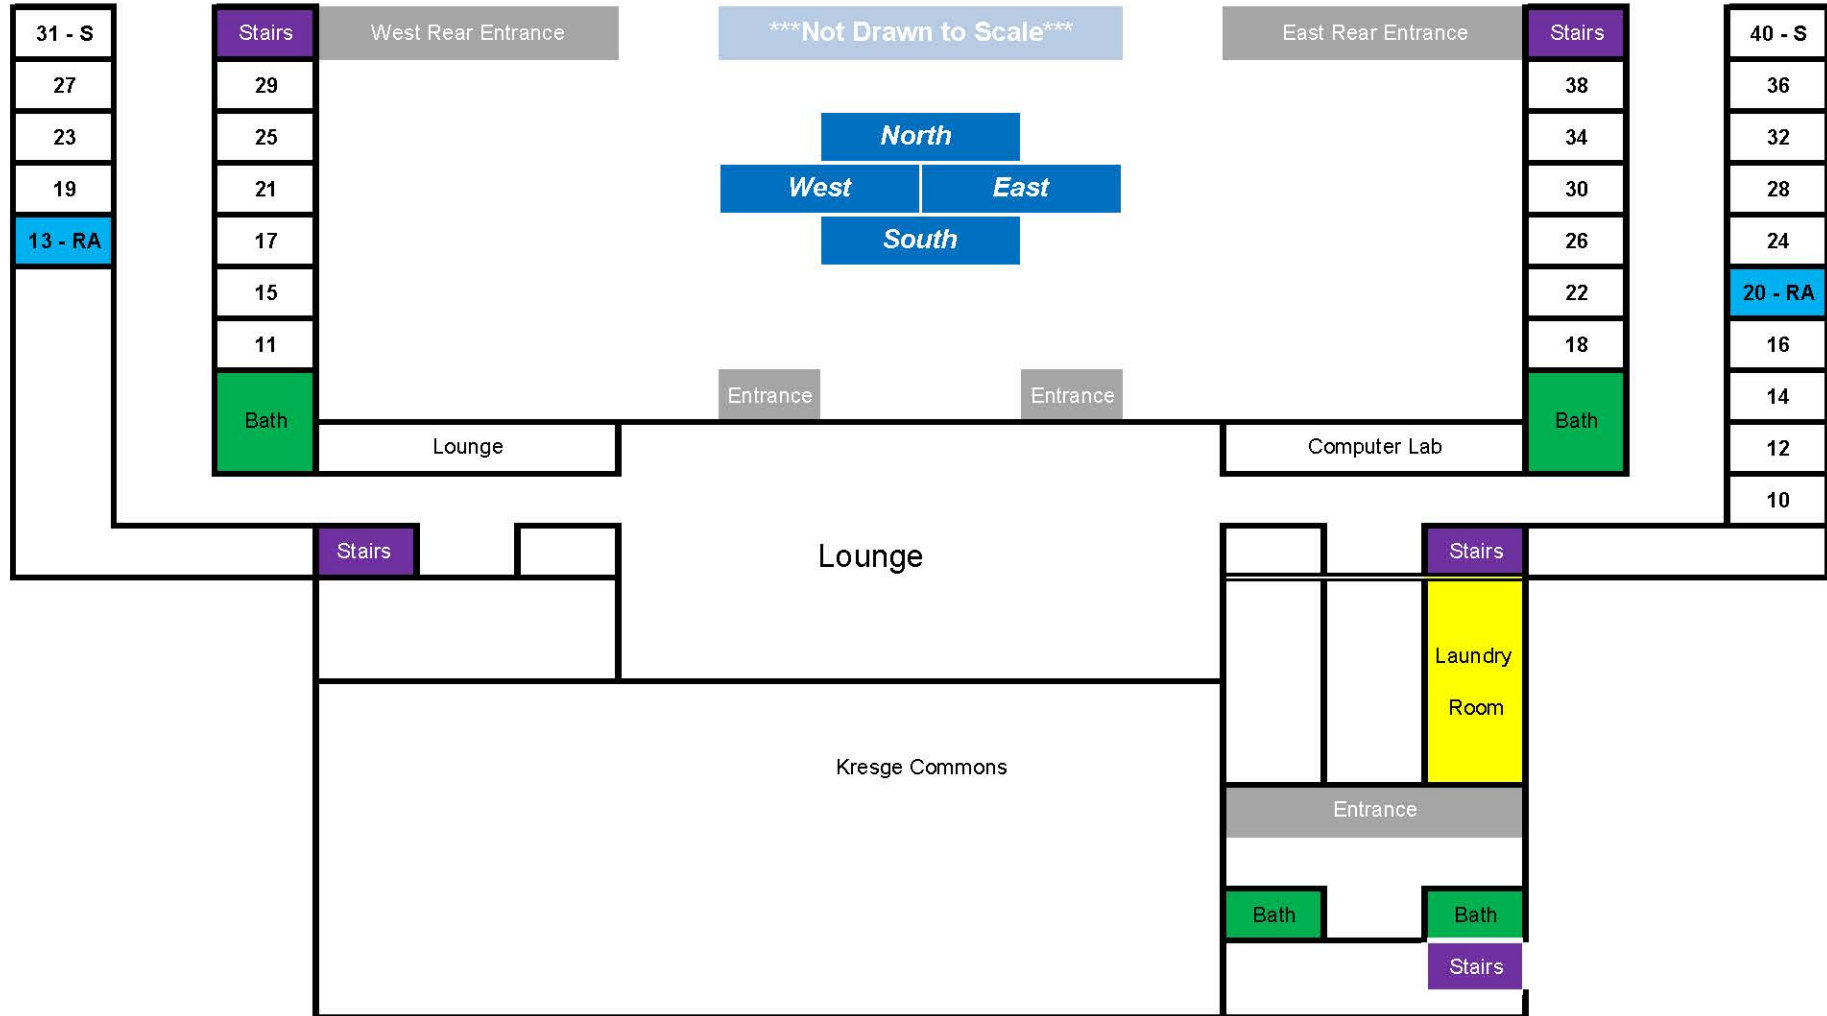 31 - S
Stairs
West Rear Entrance
***Not Drawn to Scale***
East Rear Entrance
Stairs
40 - S
27
29
38
36
23
25
North
34
32
19
21
West
East
30
28
13 - RA
17
South
26
24
15
22
20 - RA
11
18
16
Entrance
Entrance
14
Bath
Bath
Lounge
Computer Lab
12
10
Stairs
Lounge
Stairs
Laundry
Room
Kresge Commons
Entrance
Bath
Bath
Stairs